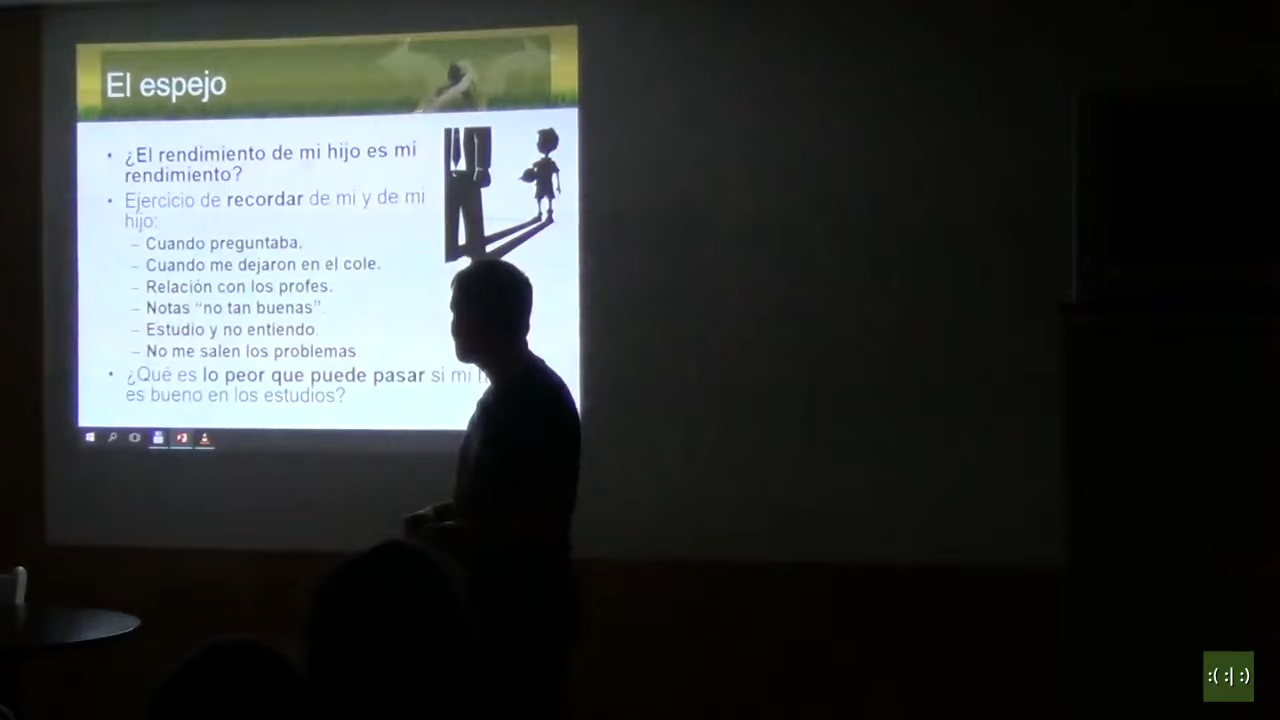 El espejo
• ¿El rendimiento de mi hijo es mi
rendimiento?
• Ejercicio de recordar de mi y de mi
hijo:
– Cuando preguntaba.
– Cuando me dejaron en el cole.
– Relación con los profes.
– Notas “no tan buenas”.
– Estudio y no entiendo.
– No me salen los problemas.
• ¿Qué es lo peor que puede pasar si mi
es bueno en los estudios?
:( :| :)